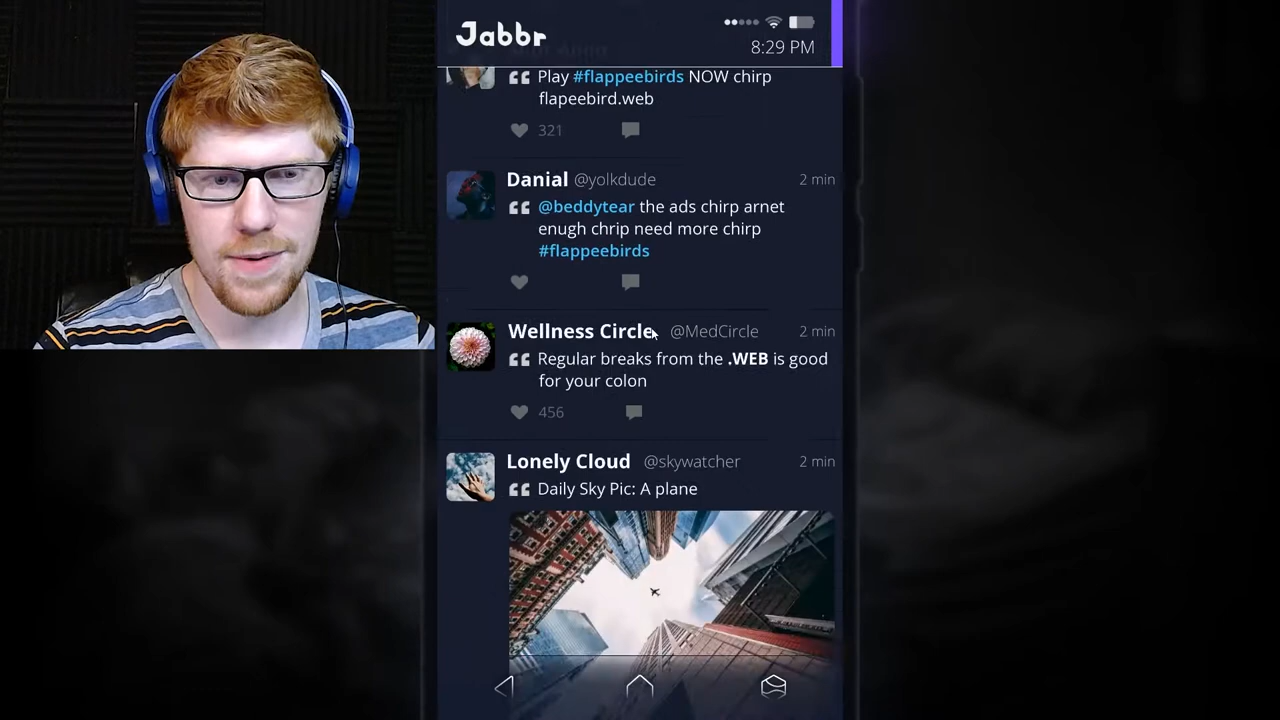 Jabbr
8:29 PM
Play #flappeebirds NOW chirp
flapeebird.web
321
Danial @yolkdude 2 min
@beddytear the ads chirp arnet
enugh chrip need more chirp
#flappeebirds
Wellness Circle @MedCircle 2 min
Regular breaks from the .WEB is good
for your colon
456
Lonely Cloud @skywatcher 2 min
Daily Sky Pic: A plane